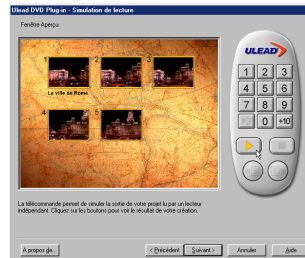 Ulead DVD Plug-in - Simulation de lecture
Fenêtre Aperçu
ULEAD
1 2 3
La ville de Rome
4 5
1 2 3
4 5 6
7 8 9
0 +10
La télécommande permet de simuler la sortie de votre projet lu par un lecteur
indépendant. Cliquez sur les boutons pour voir le résultat de votre création.
A propos de... < Précédent Suivant > Annuler Aide